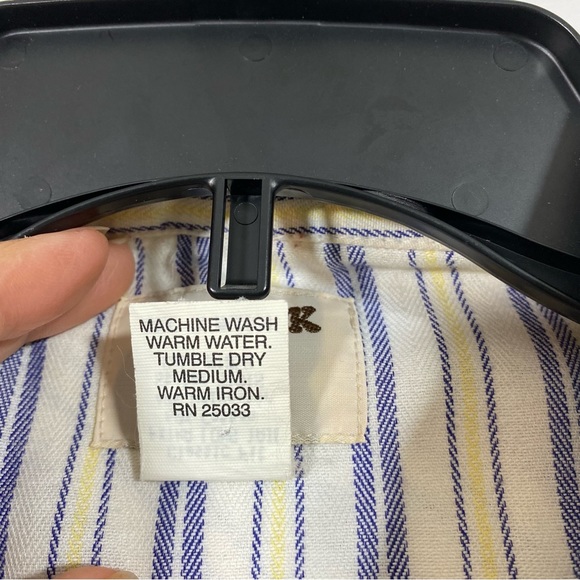 MACHINE WASH
WARM WATER.
TUMBLE DRY
MEDIUM.
WARM IRON.
RN 25033
K